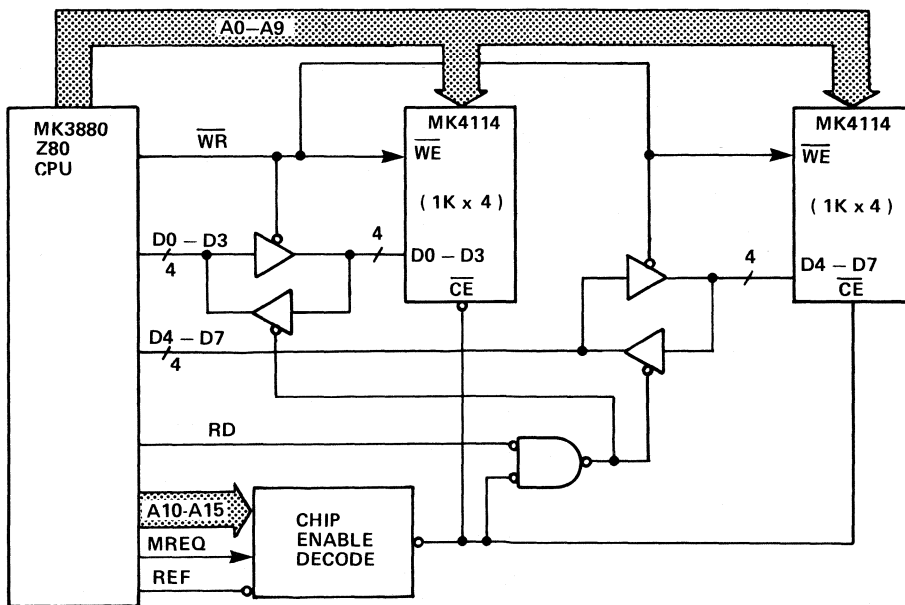 A0–A9
MK3880
Z80
CPU
WR
MK4114
WE
(1K x 4)
MK4114
WE
(1K x 4)
D0 – D3
4
4
D0 – D3
CE
4
D4 – D7
CE
D4 – D7
4
RD
A10-A15
MREQ
REF
CHIP
ENABLE
DECODE